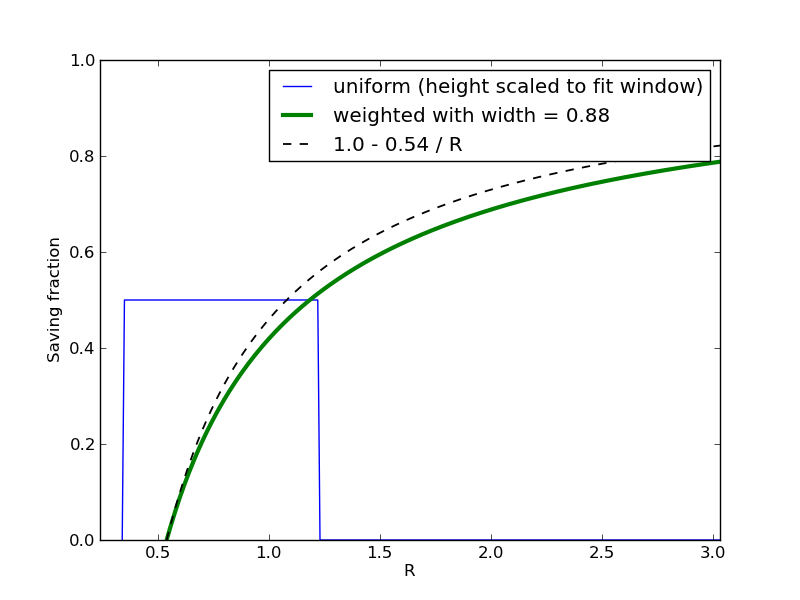 1.0
0.8
0.6
0.4
0.2
0.0
Saving fraction
uniform (height scaled to fit window)
weighted with width = 0.88
1.0 - 0.54 / R
0.5 1.0 1.5 2.0 2.5 3.0
R